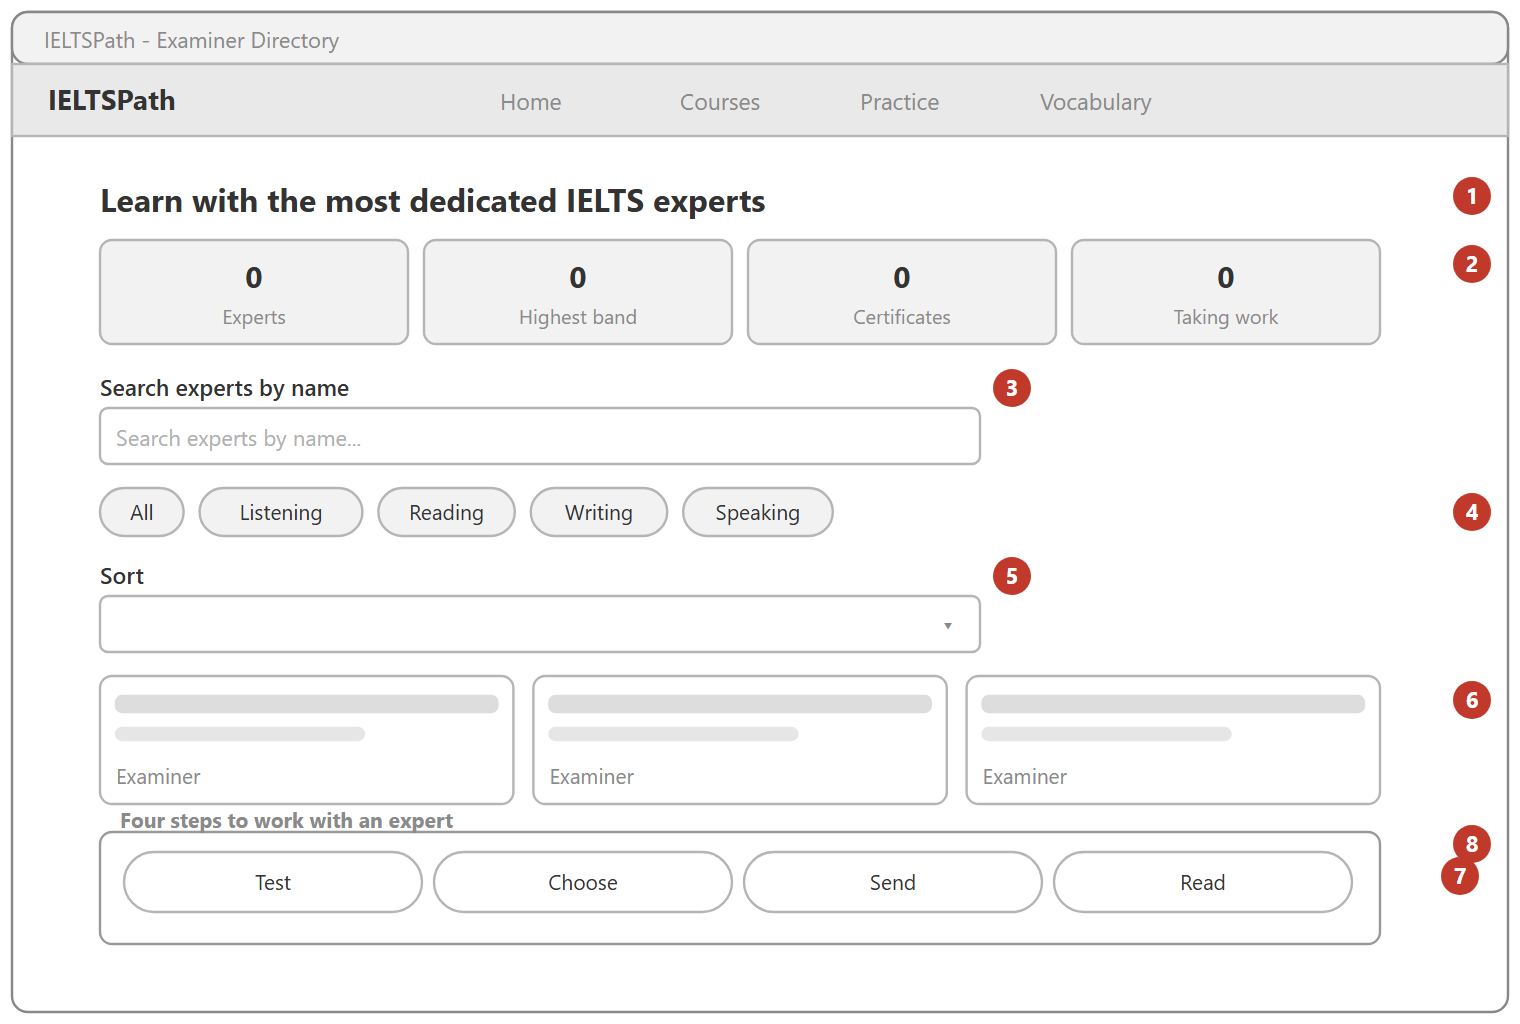 IELTSPath - Examiner Directory
IELTSPath Home Courses Practice Vocabulary
Learn with the most dedicated IELTS experts 1
0 0 0 0 2
Experts Highest band Certificates Taking work
Search experts by name 3
Search experts by name...
All Listening Reading Writing Speaking 4
Sort 5
6
Examiner Examiner Examiner
Four steps to work with an expert
8
Test Choose Send Read 7